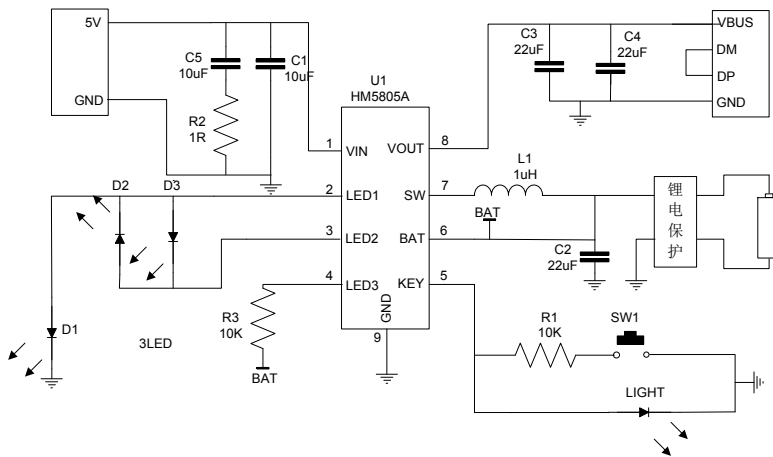 5V
GND
C5
10uF
C1
10uF
R2
1R
U1
HM5805A
1
VIN
2
LED1
3
LED2
4
LED3
GND
9
VOUT
8
SW
7
BAT
6
KEY
5
C3
22uF
C4
22uF
VBUS
DM
DP
GND
L1
1uH
BAT
C2
22uF
锂电保护
D2
D3
D1
3LED
R3
10K
BAT
R1
10K
SW1
LIGHT